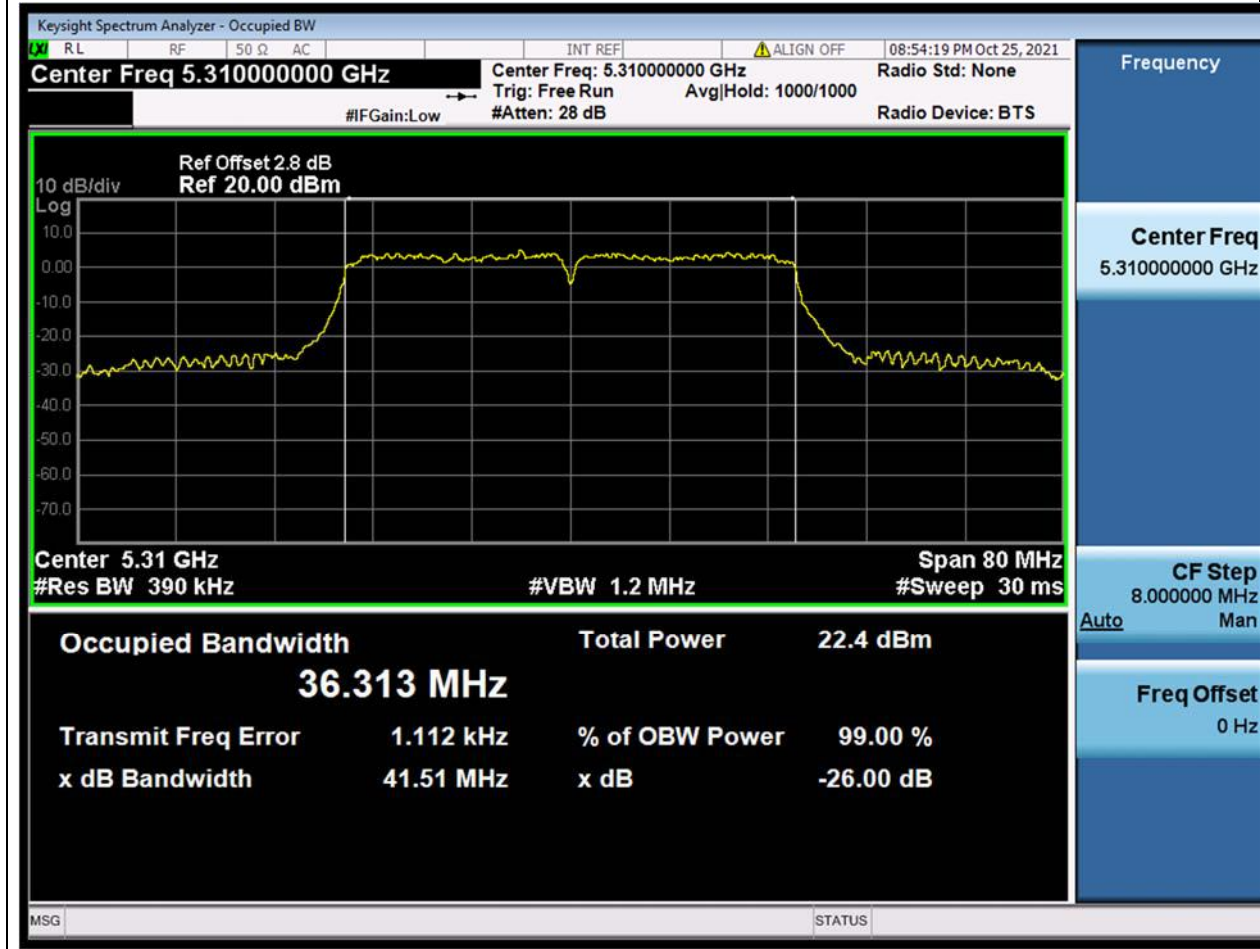 Keysight Spectrum Analyzer - Occupied BW
LXI RL RF 50 Ω AC INT REF ALIGN OFF 08:54:19 PM Oct 25, 2021
Center Freq 5.310000000 GHz
Center Freq: 5.310000000 GHz
Radio Std: None
Trig: Free Run Avg|Hold: 1000/1000
#IFGain:Low
#Atten: 28 dB
Radio Device: BTS
Frequency
Ref Offset 2.8 dB
10 dB/div Ref 20.00 dBm
Log
10.0
0.00
-10.0
-20.0
-30.0
-40.0
-50.0
-60.0
-70.0
Center 5.31 GHz
Span 80 MHz
#Res BW 390 kHz
#VBW 1.2 MHz
#Sweep 30 ms
Occupied Bandwidth
36.313 MHz
Total Power 22.4 dBm
Transmit Freq Error 1.112 kHz
% of OBW Power 99.00 %
x dB Bandwidth 41.51 MHz
x dB -26.00 dB
Center Freq
5.310000000 GHz
CF Step
8.000000 MHz
Auto Man
Freq Offset
0 Hz
MSG
STATUS